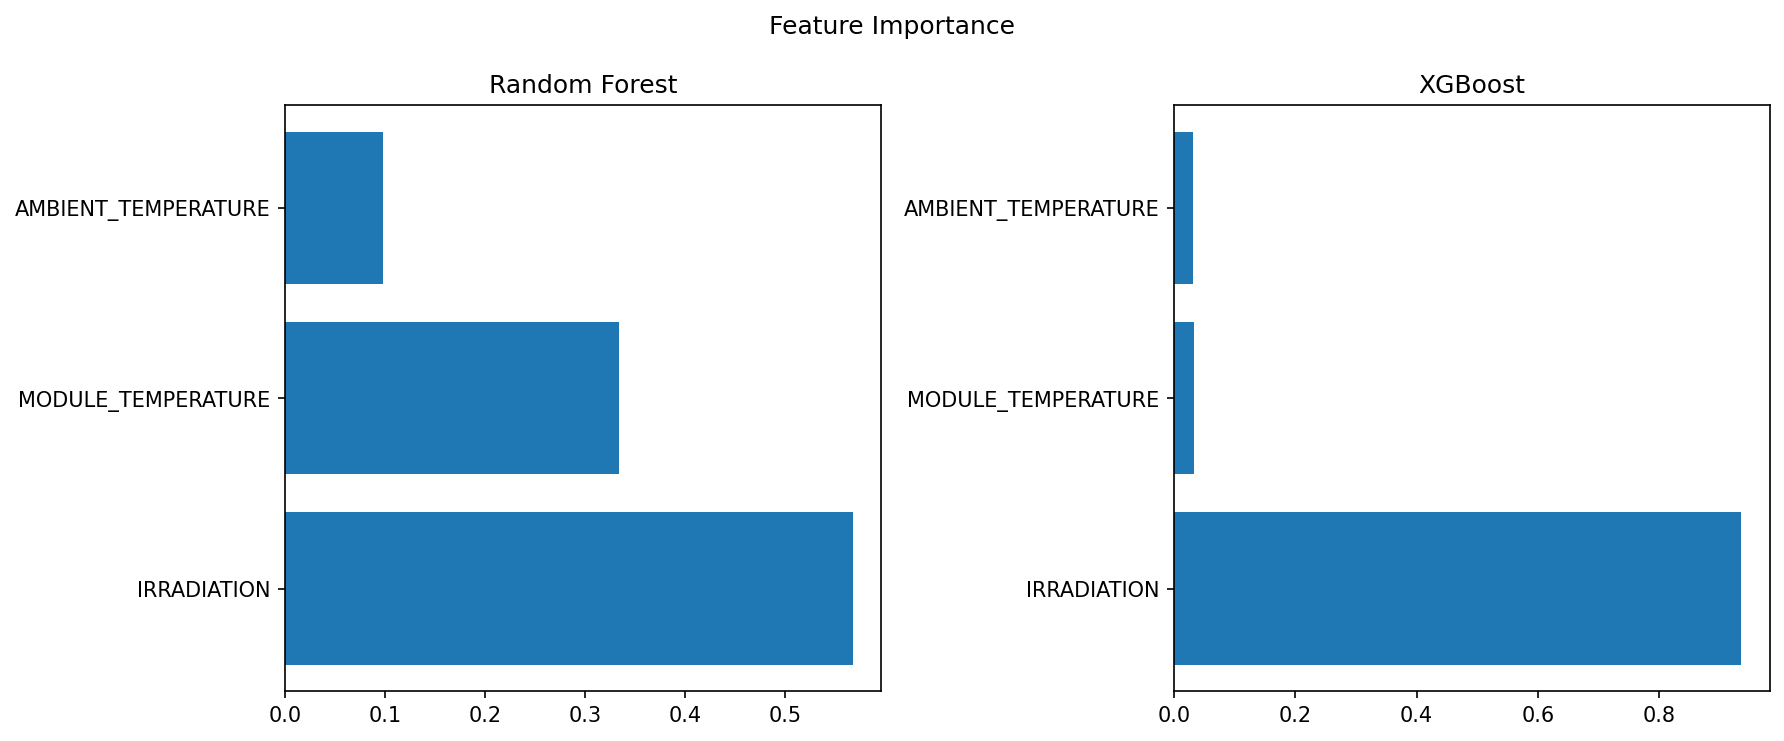 Feature Importance
Random Forest
AMBIENT_TEMPERATURE
MODULE_TEMPERATURE
IRRADIATION
0.0 0.1 0.2 0.3 0.4 0.5
XGBoost
AMBIENT_TEMPERATURE
MODULE_TEMPERATURE
IRRADIATION
0.0 0.2 0.4 0.6 0.8